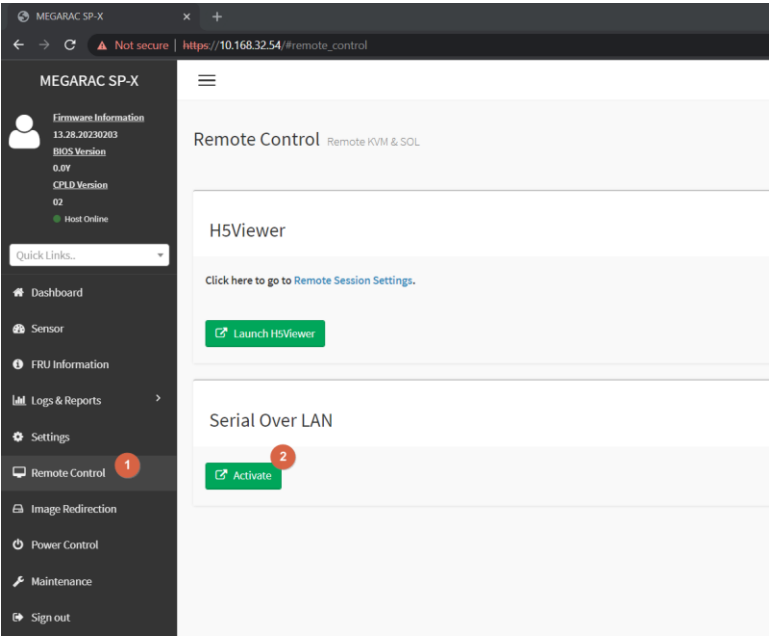 MEGARAC SP-X
Not secure | https://10.168.32.54/#remote_control
MEGARAC SP-X
Firmware Information
13.28.20230203
BIOS Version
0.0Y
CPLD Version
02
Host Online
Quick Links..
Dashboard
Sensor
FRU Information
Logs & Reports
Settings
Remote Control
1
Image Redirection
Power Control
Maintenance
Sign out
Remote Control Remote KVM & SOL
H5Viewer
Click here to go to Remote Session Settings.
Launch H5Viewer
Serial Over LAN
2
Activate